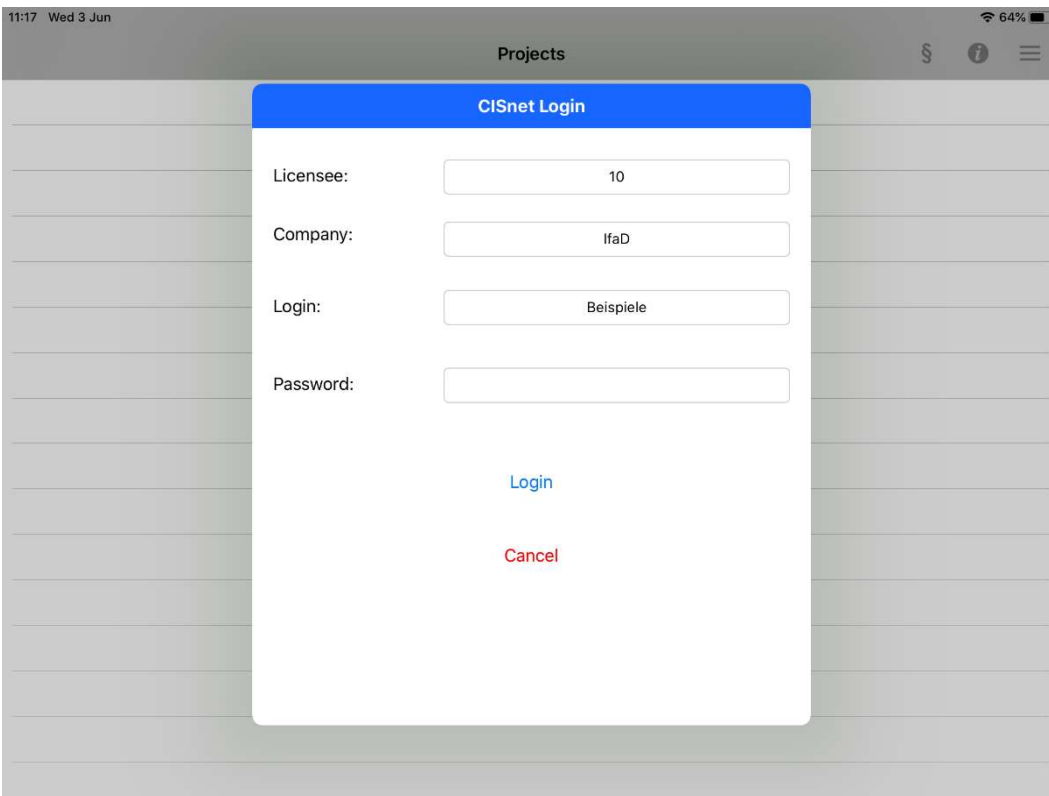 11:17 Wed 3 Jun 64%
Projects §
CISnet Login
Licensee: 10
Company: IfaD
Login: Beispiele
Password:
Login
Cancel